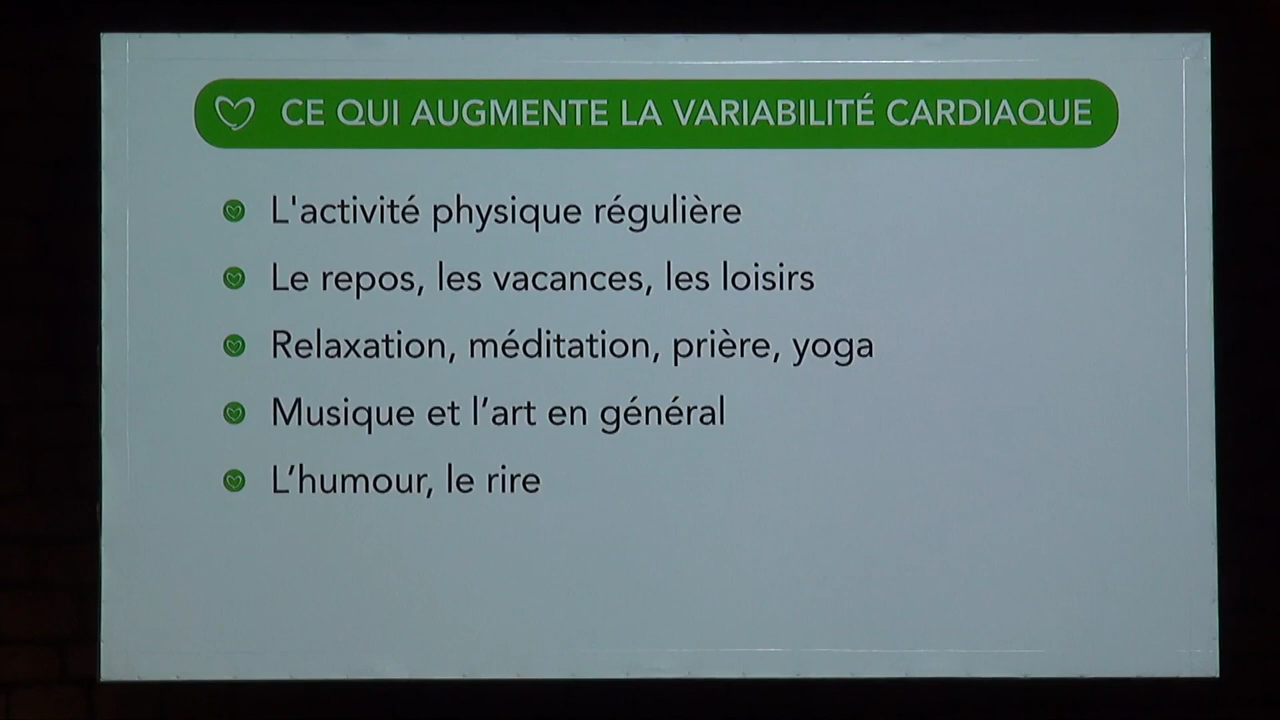 CE QUI AUGMENTE LA VARIABILITÉ CARDIAQUE
L'activité physique régulière
Le repos, les vacances, les loisirs
Relaxation, méditation, prière, yoga
Musique et l’art en général
L’humour, le rire